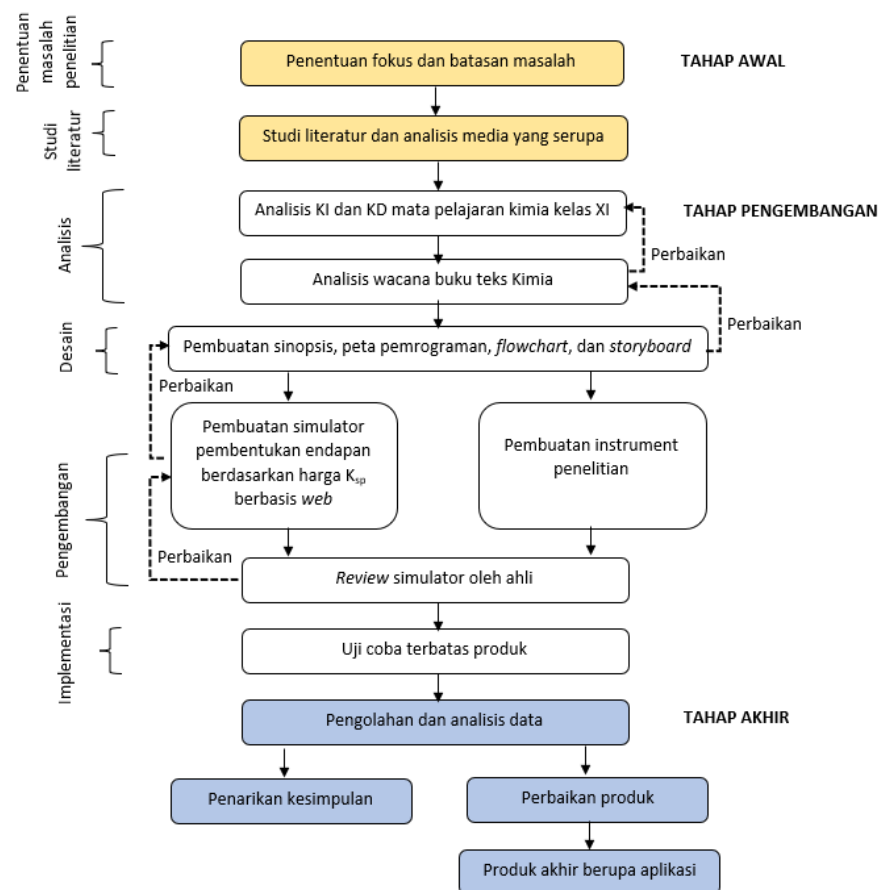 Penentuan
masalah
penelitian
Penentuan fokus dan batasan masalah
TAHAP AWAL
Studi
literatur
Studi literatur dan analisis media yang serupa
Analisis
Analisis KI dan KD mata pelajaran kimia kelas XI
TAHAP PENGEMBANGAN
Perbaikan
Analisis wacana buku teks Kimia
Perbaikan
Desain
Pembuatan sinopsis, peta pemrograman, flowchart, dan storyboard
Perbaikan
Pengembangan
Pembuatan simulator
pembentukan endapan
berdasarkan harga Ksp
berbasis web
Pembuatan instrument
penelitian
Perbaikan
Review simulator oleh ahli
Implementasi
Uji coba terbatas produk
Pengolahan dan analisis data
TAHAP AKHIR
Penarikan kesimpulan
Perbaikan produk
Produk akhir berupa aplikasi